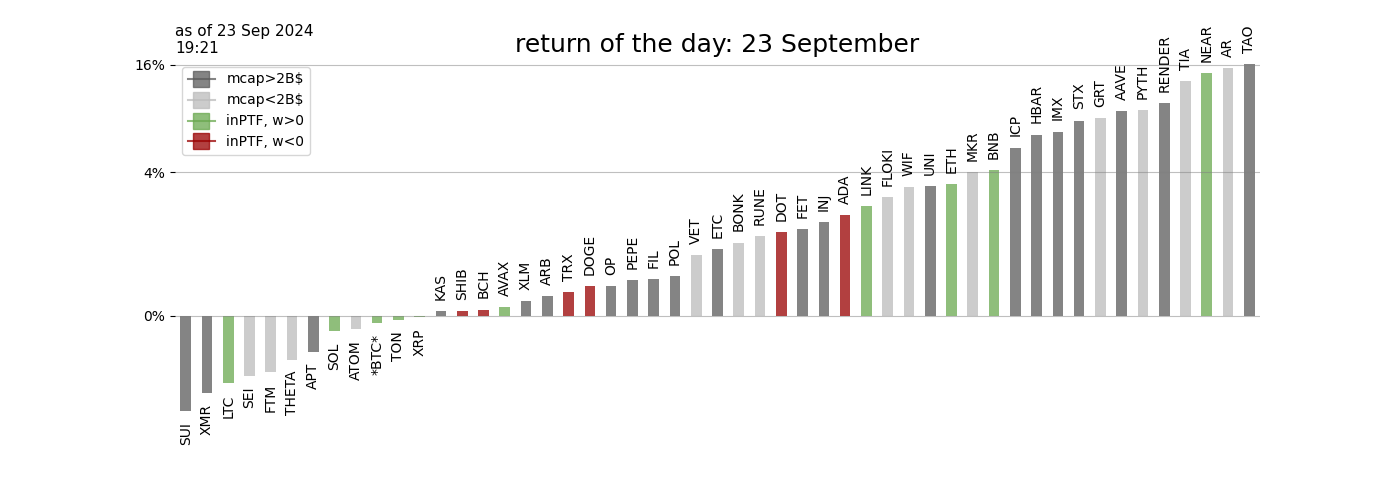 as of 23 Sep 2024
19:21
return of the day: 23 September
16%
4%
0%
mcap>2B$
mcap<2B$
inPTF, w>0
inPTF, w<0
SUI
XMR
LTC
SEI
FTM
THETA
APT
SOL
ATOM
*BTC*
TON
XRP
KAS
SHIB
BCH
AVAX
XLM
ARB
TRX
DOGE
OP
PEPE
FIL
POL
VET
ETC
BONK
RUNE
DOT
FET
INJ
ADA
LINK
FLOKI
WIF
UNI
ETH
MKR
BNB
ICP
HBAR
IMX
STX
GRT
AAVE
PYTH
RENDER
TIA
NEAR
AR
TAO